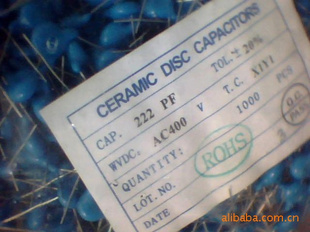 CERAMIC DISC CAPACITORS
CAP. 222 PF TOL. ± 20%
WVDC. AC400 V T.C. X1Y1
QUANTITY: 1000 PCS
LOT. NO.
DATE
ROHS
Q.C
PASS
alibaba.com.cn